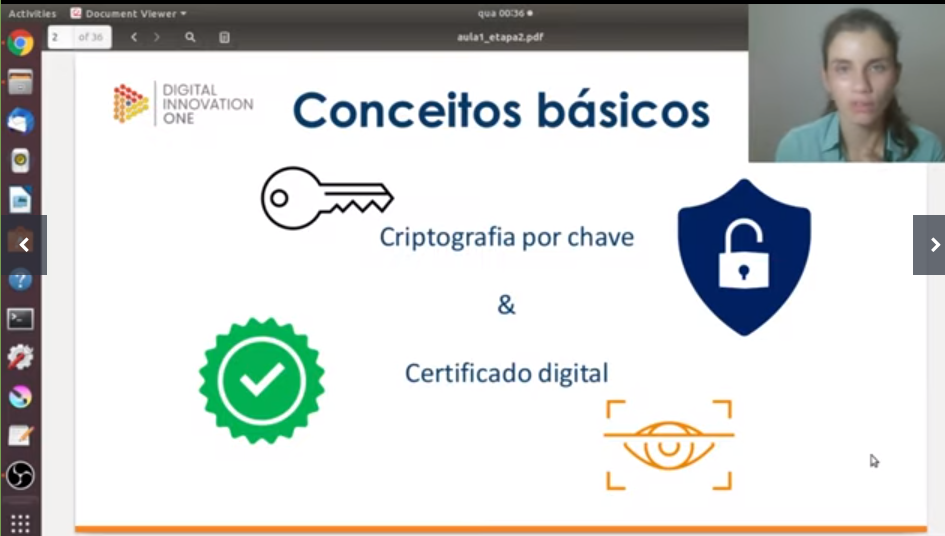 Activities
Document Viewer
qua 00:36
2 of 36
aula1_etapa2.pdf
DIGITAL
INNOVATION
ONE
Conceitos básicos
Criptografia por chave
&
Certificado digital